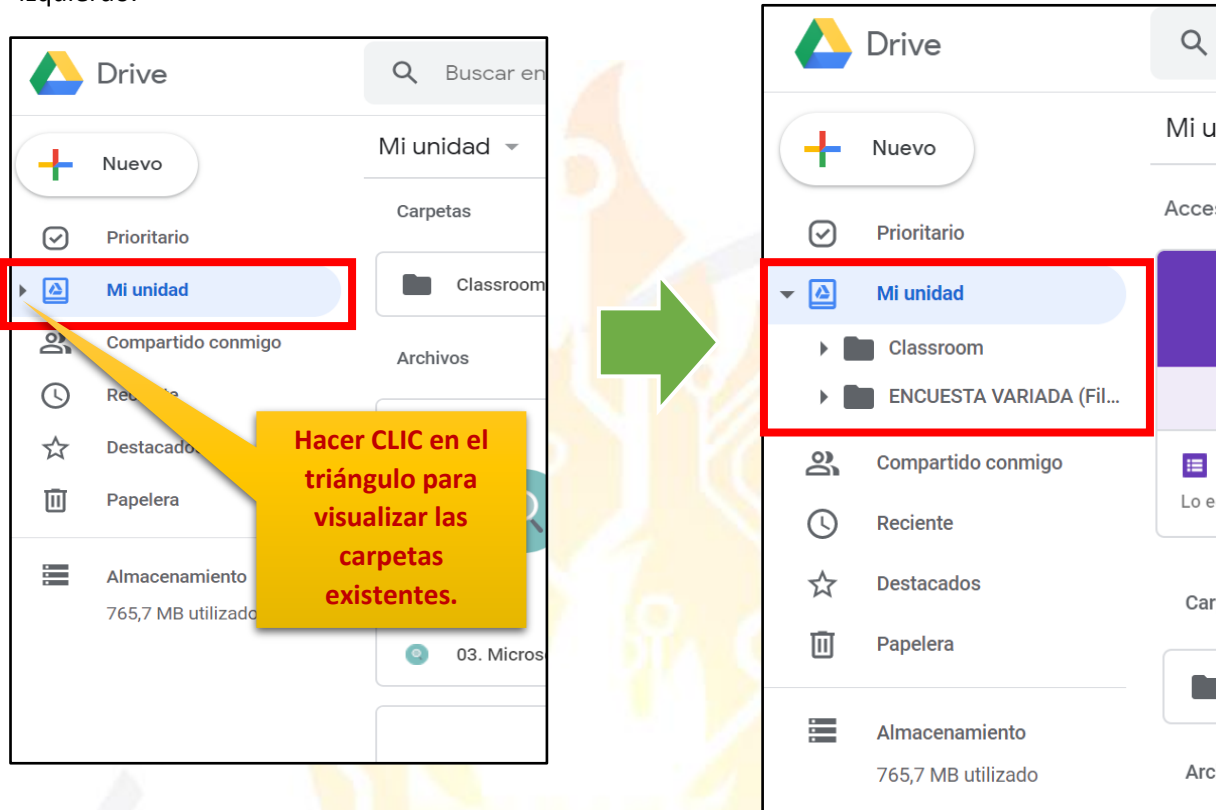 Drive
Buscar en
Nuevo
Mi unidad
Prioritario
Mi unidad
Compartido conmigo
Destacados
Papelera
Almacenamiento
765,7 MB utilizado
Carpetas
Classroom
Archivos
03. Micros
Hacer CLIC en el
triángulo para
visualizar las
carpetas
existentes.
Drive
Nuevo
Prioritario
Mi unidad
Classroom
ENCUESTA VARIADA (Fil...
Compartido conmigo
Reciente
Destacados
Papelera
Almacenamiento
765,7 MB utilizado
Mi u
Acces
Lo e
Car
Arc